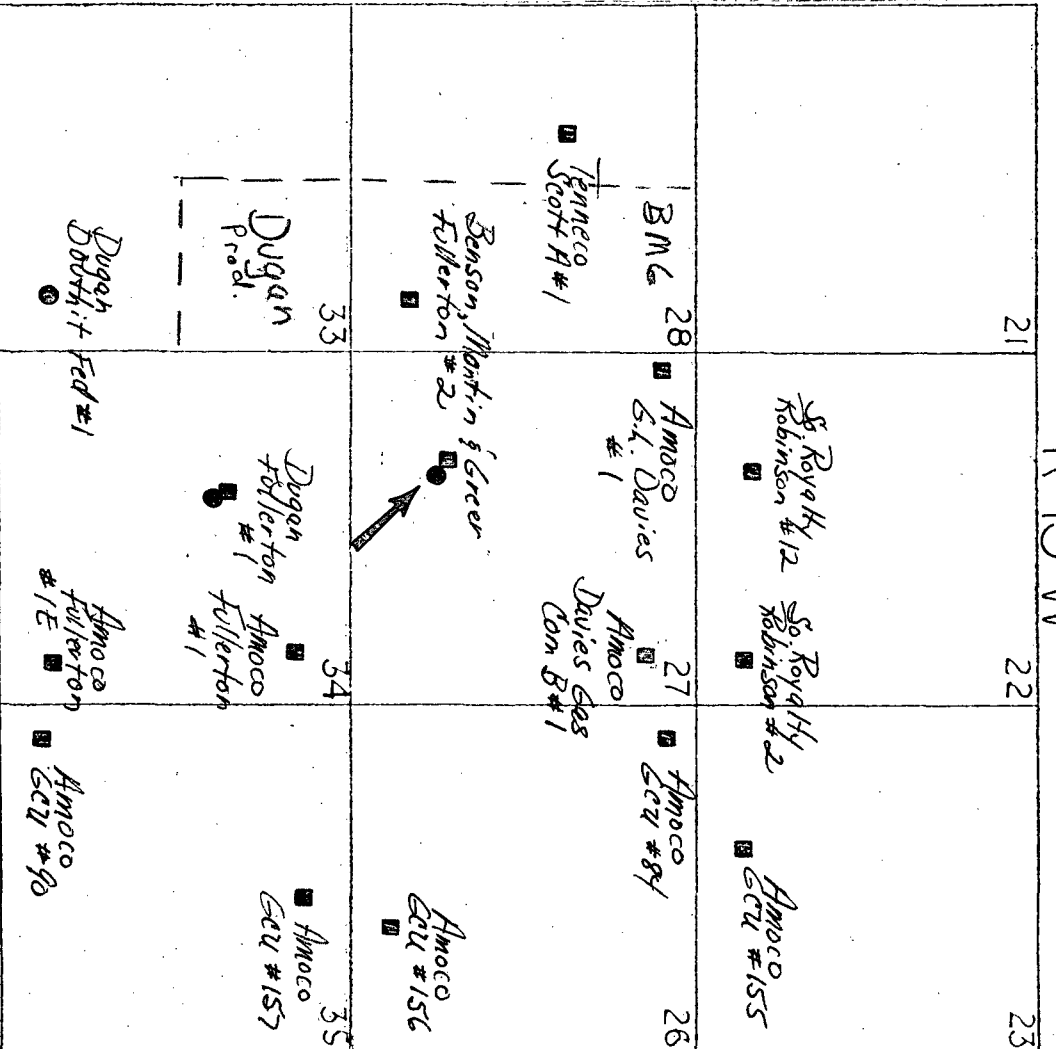 R 13 W
21
22
23
So. Royalty
Robinson #12
So. Royalty
Robinson #2
Amoco
GCU #155
BMG
28
Tenneco
Scott A #1
Benson, Montin & Greer
Fullerton #2
Amoco
G.L. Davies
#1
27
Amoco
Davies Gas
Com B #1
26
Amoco
GCU #84
Amoco
GCU #156
33
Dugan
Prod.
Dugan
Douthit Fed #1
34
Dugan
Fullerton
#1
Amoco
Fullerton
#1
Amoco
Fullerton
#1E
35
Amoco
GCU #157
Amoco
GCU #90